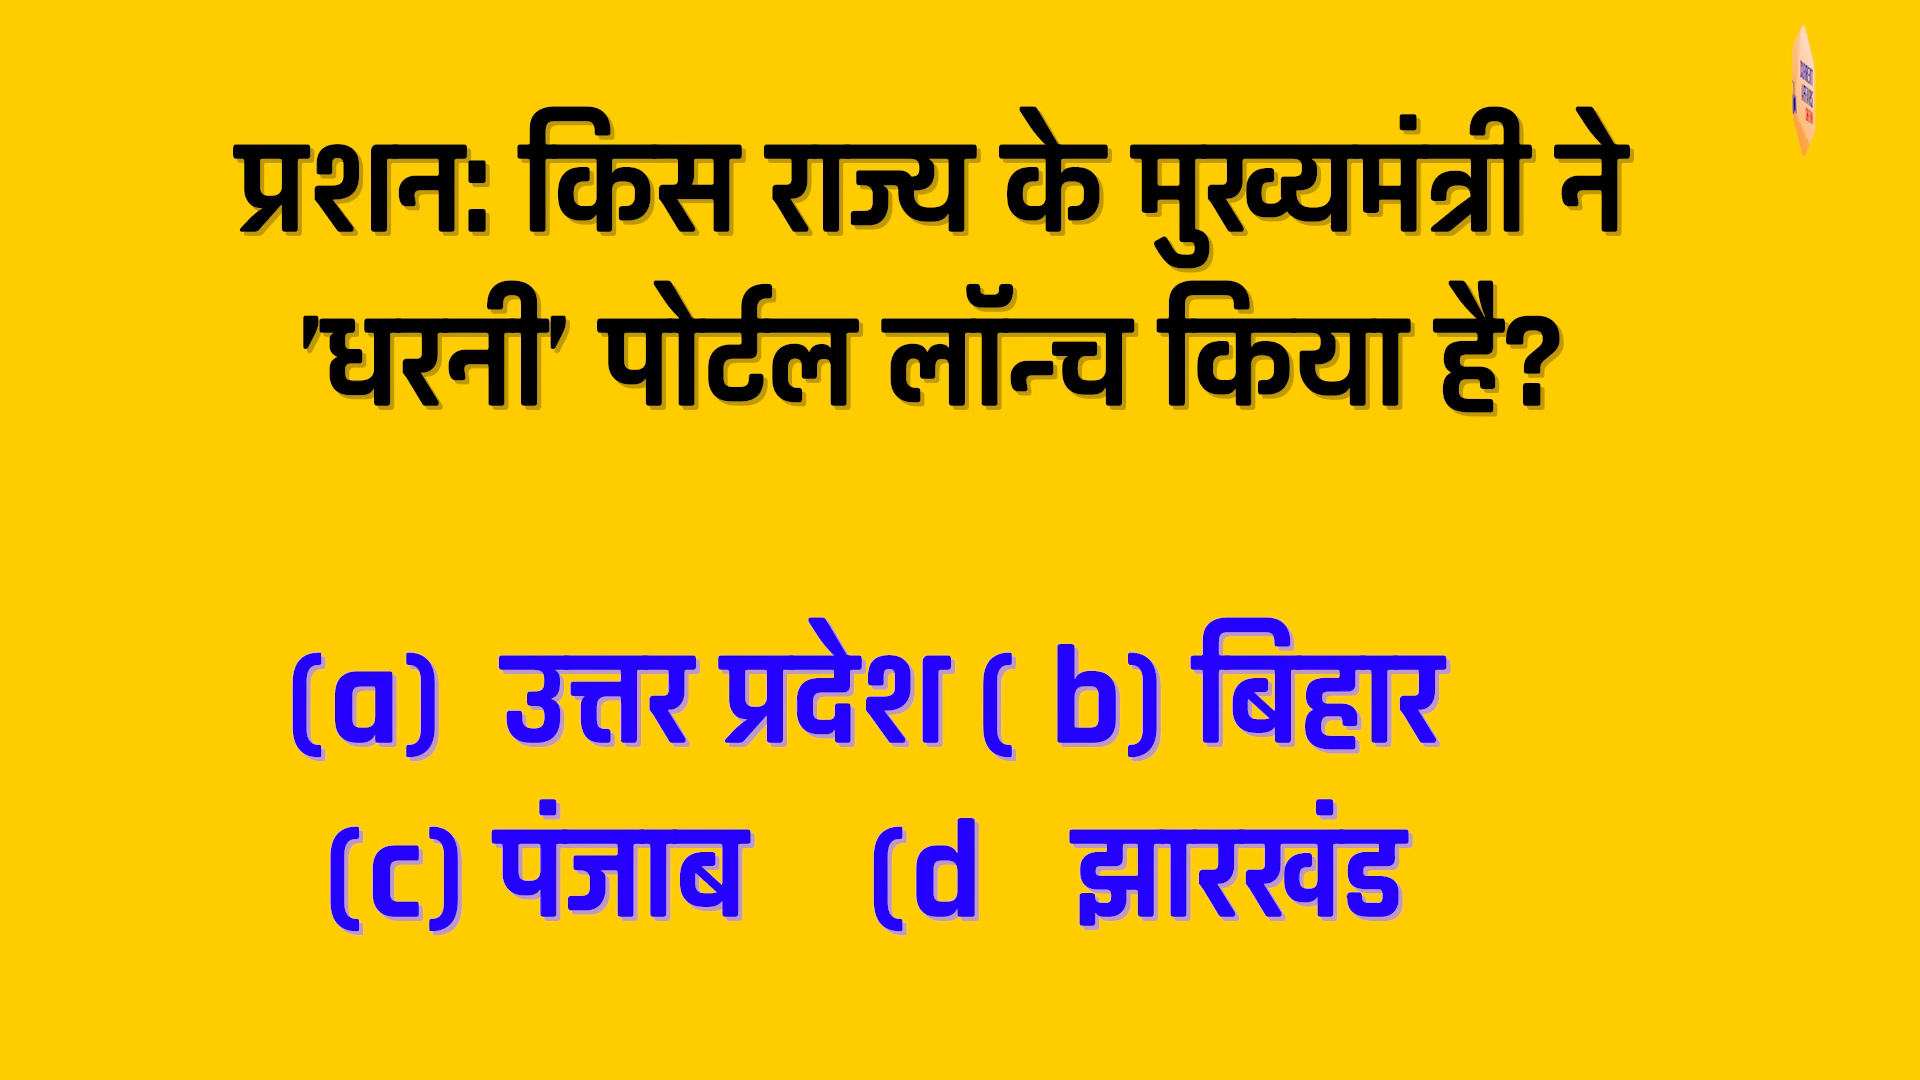 प्रशन: किस राज्य के मुख्यमंत्री ने
'धरनी' पोर्टल लॉन्च किया है?
(a) उत्तर प्रदेश ( b) बिहार
(c) पंजाब (d झारखंड